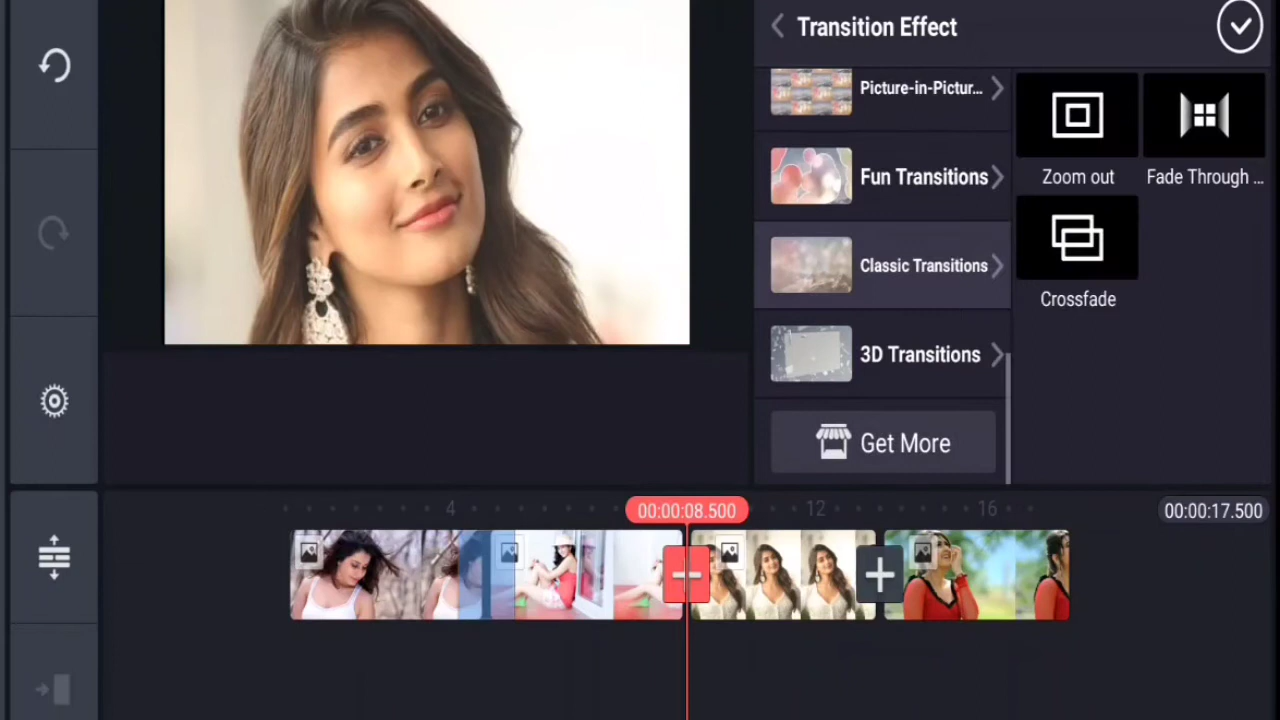 Transition Effect
Picture-in-Pictur...
Fun Transitions
Classic Transitions
3D Transitions
Get More
Zoom out
Fade Through ...
Crossfade
4
00:00:08.500
12
16
00:00:17.500